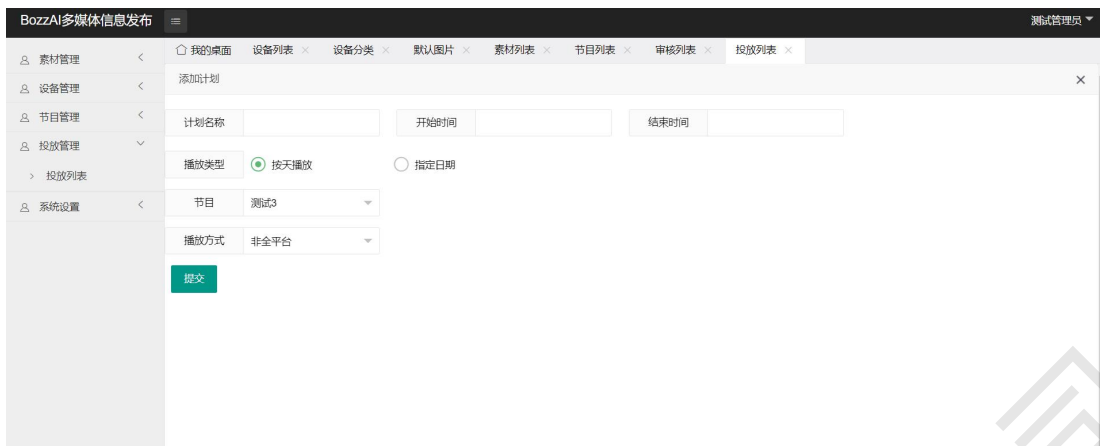 BozzAI多媒体信息发布
测试管理员
素材管理
设备管理
节目管理
投放管理
投放列表
系统设置
我的桌面 设备列表 设备分类 默认图片 素材列表 节目列表 审核列表 投放列表
添加计划
计划名称 开始时间 结束时间
播放类型 按天播放 指定日期
节目 测试3
播放方式 非全平台
提交